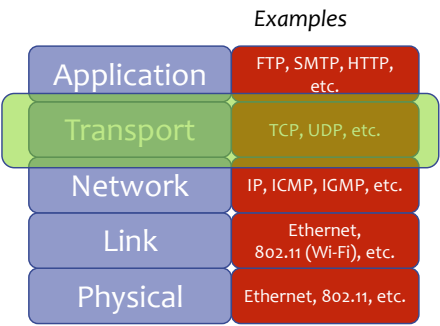 Examples
Application
FTP, SMTP, HTTP,
etc.
Transport
TCP, UDP, etc.
Network
IP, ICMP, IGMP, etc.
Link
Ethernet,
802.11 (Wi-Fi), etc.
Physical
Ethernet, 802.11, etc.